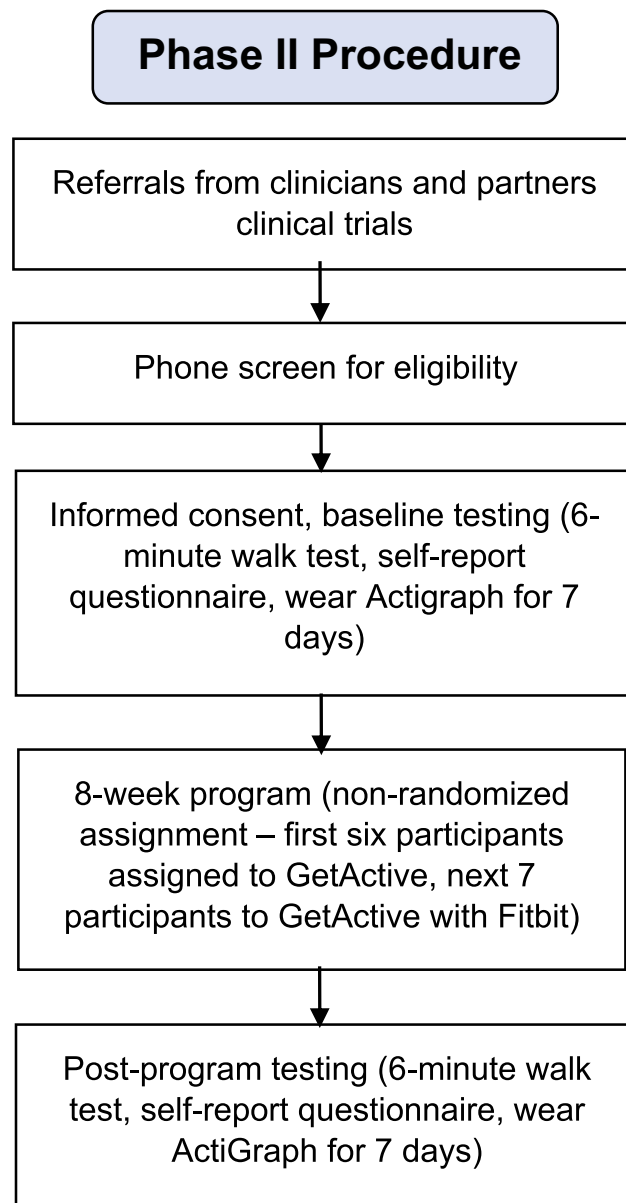 Phase II Procedure
Referrals from clinicians and partners
clinical trials
Phone screen for eligibility
Informed consent, baseline testing (6-
minute walk test, self-report
questionnaire, wear Actigraph for 7
days)
8-week program (non-randomized
assignment – first six participants
assigned to GetActive, next 7
participants to GetActive with Fitbit)
Post-program testing (6-minute walk
test, self-report questionnaire, wear
ActiGraph for 7 days)